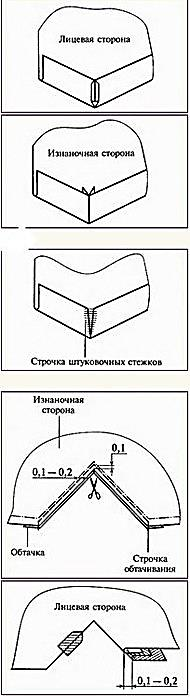 Лицевая сторона
Изнаночная сторона
Строчка штуковочных стежков
Изнаночная
сторона
0,1
0,1 – 0,2
Обтачка
Строчка
обтачивания
Лицевая сторона
0,1 – 0,2